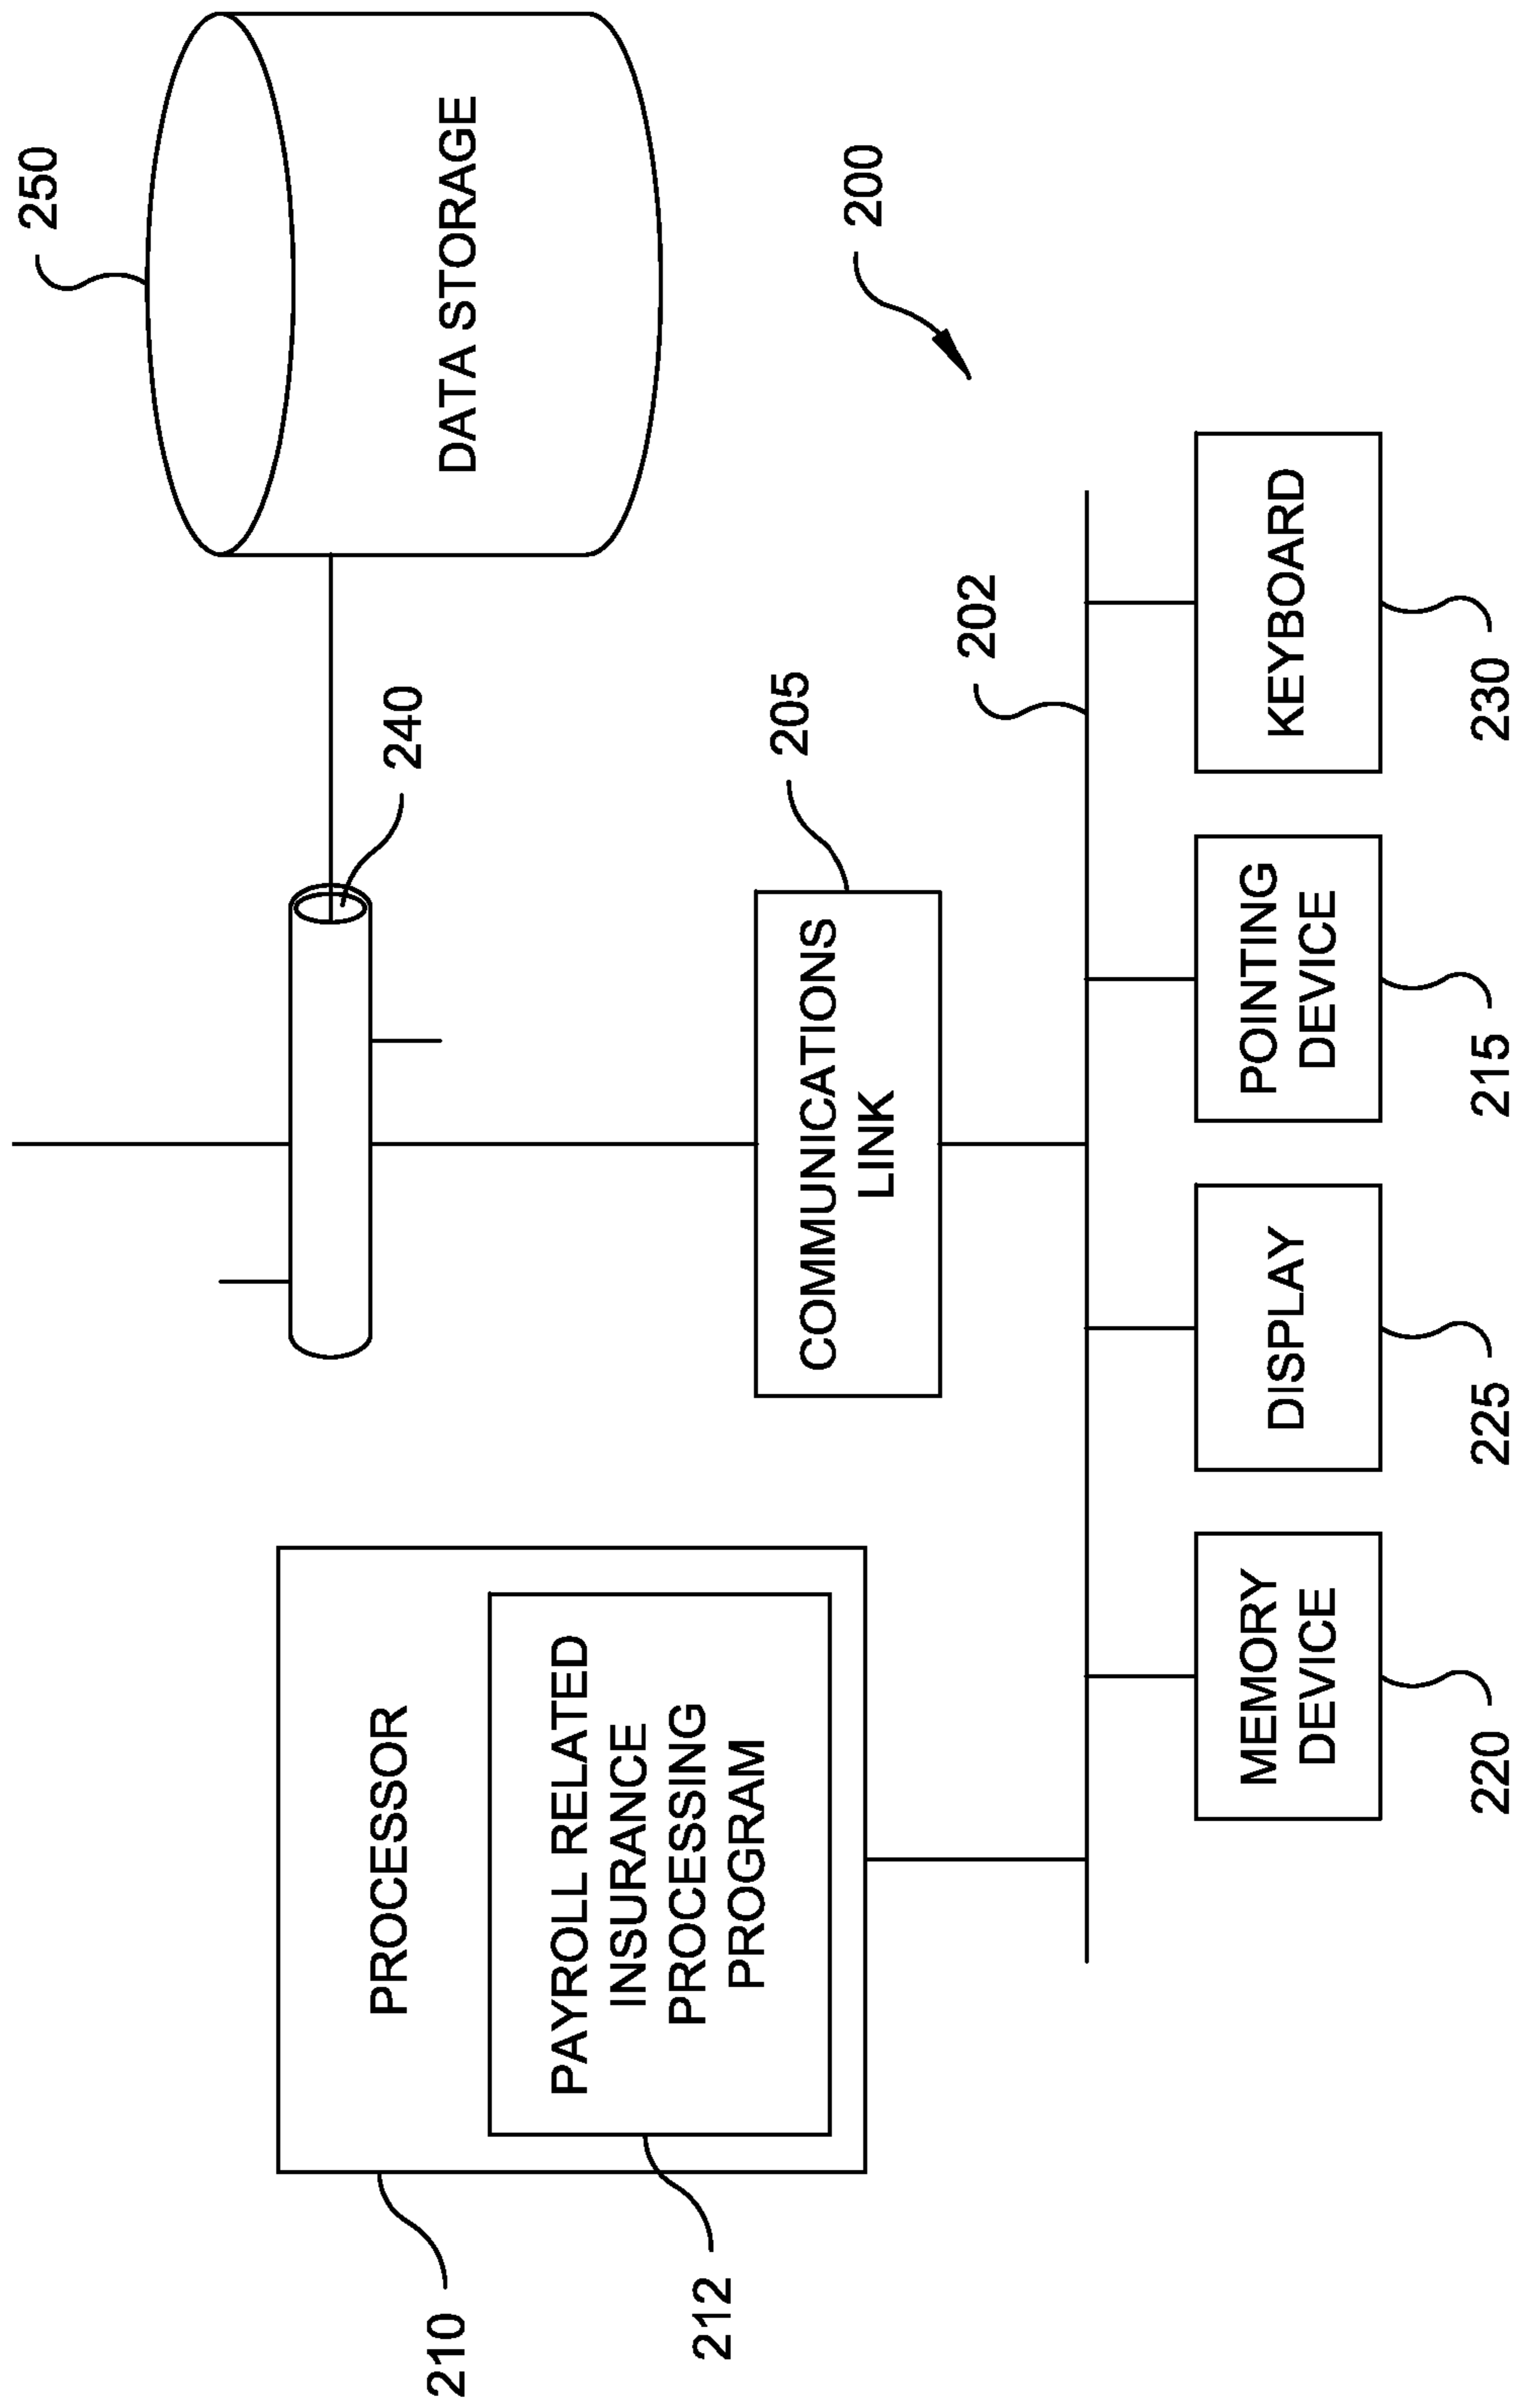 250
DATA STORAGE
240
200
210
PROCESSOR
PAYROLL RELATED
INSURANCE
PROCESSING
PROGRAM
212
205
COMMUNICATIONS
LINK
202
MEMORY
DEVICE
220
DISPLAY
225
POINTING
DEVICE
215
KEYBOARD
230